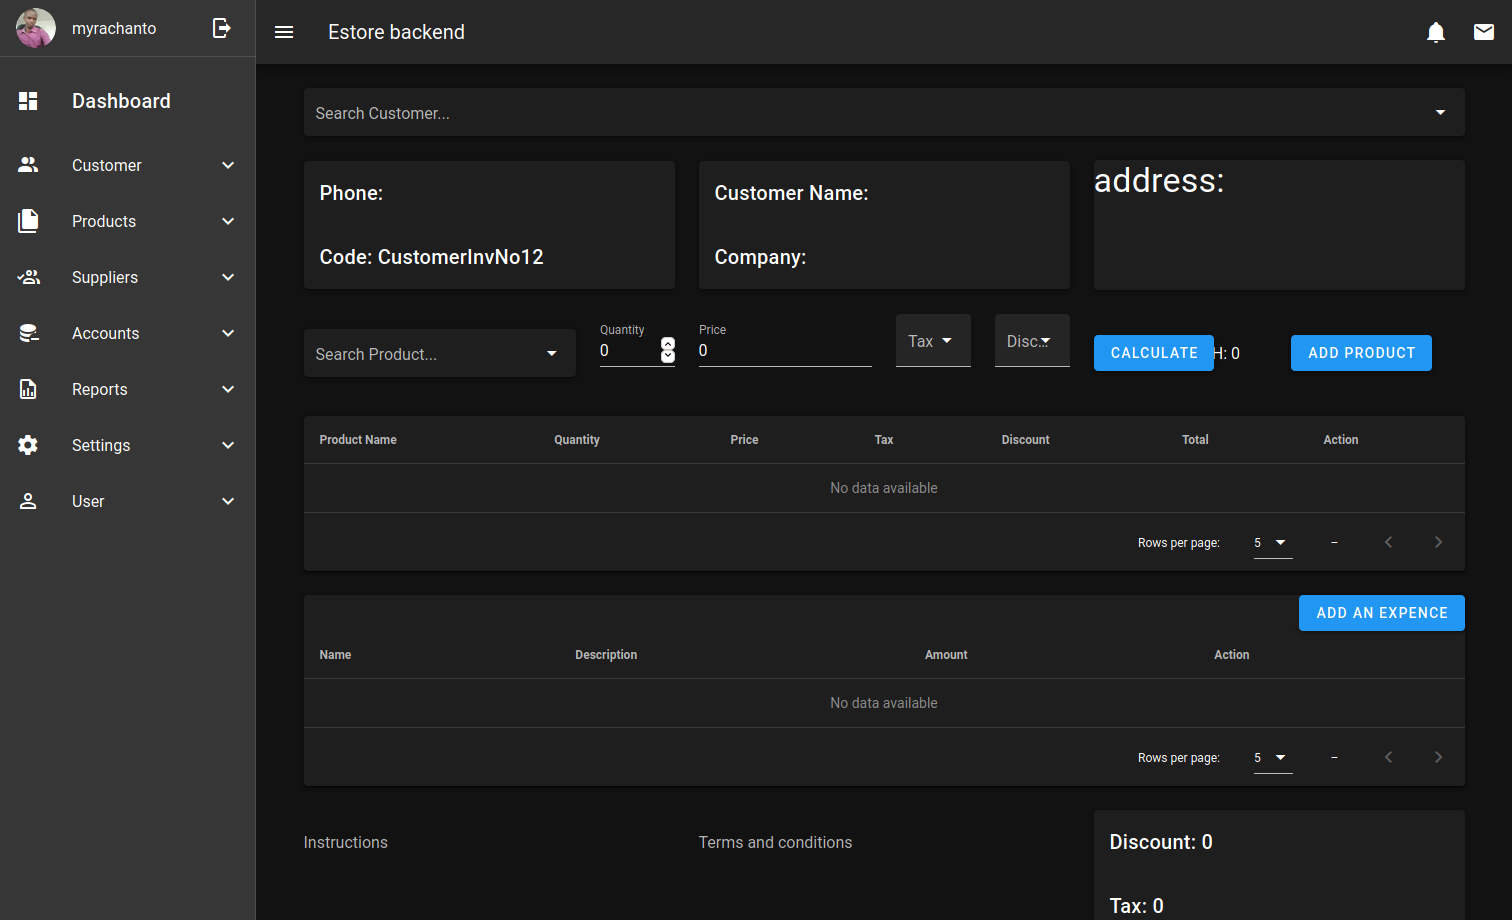 myrachanto
Estore backend
Dashboard
Customer
Products
Suppliers
Accounts
Reports
Settings
User
Search Customer...
Phone:
Code: CustomerInvNo12
Customer Name:
Company:
address:
Search Product...
Quantity
0
Price
0
Tax
Disc...
CALCULATE
H: 0
ADD PRODUCT
Product Name Quantity Price Tax Discount Total Action
No data available
Rows per page: 5 –
ADD AN EXPENCE
Name Description Amount Action
No data available
Rows per page: 5 –
Instructions
Terms and conditions
Discount: 0
Tax: 0